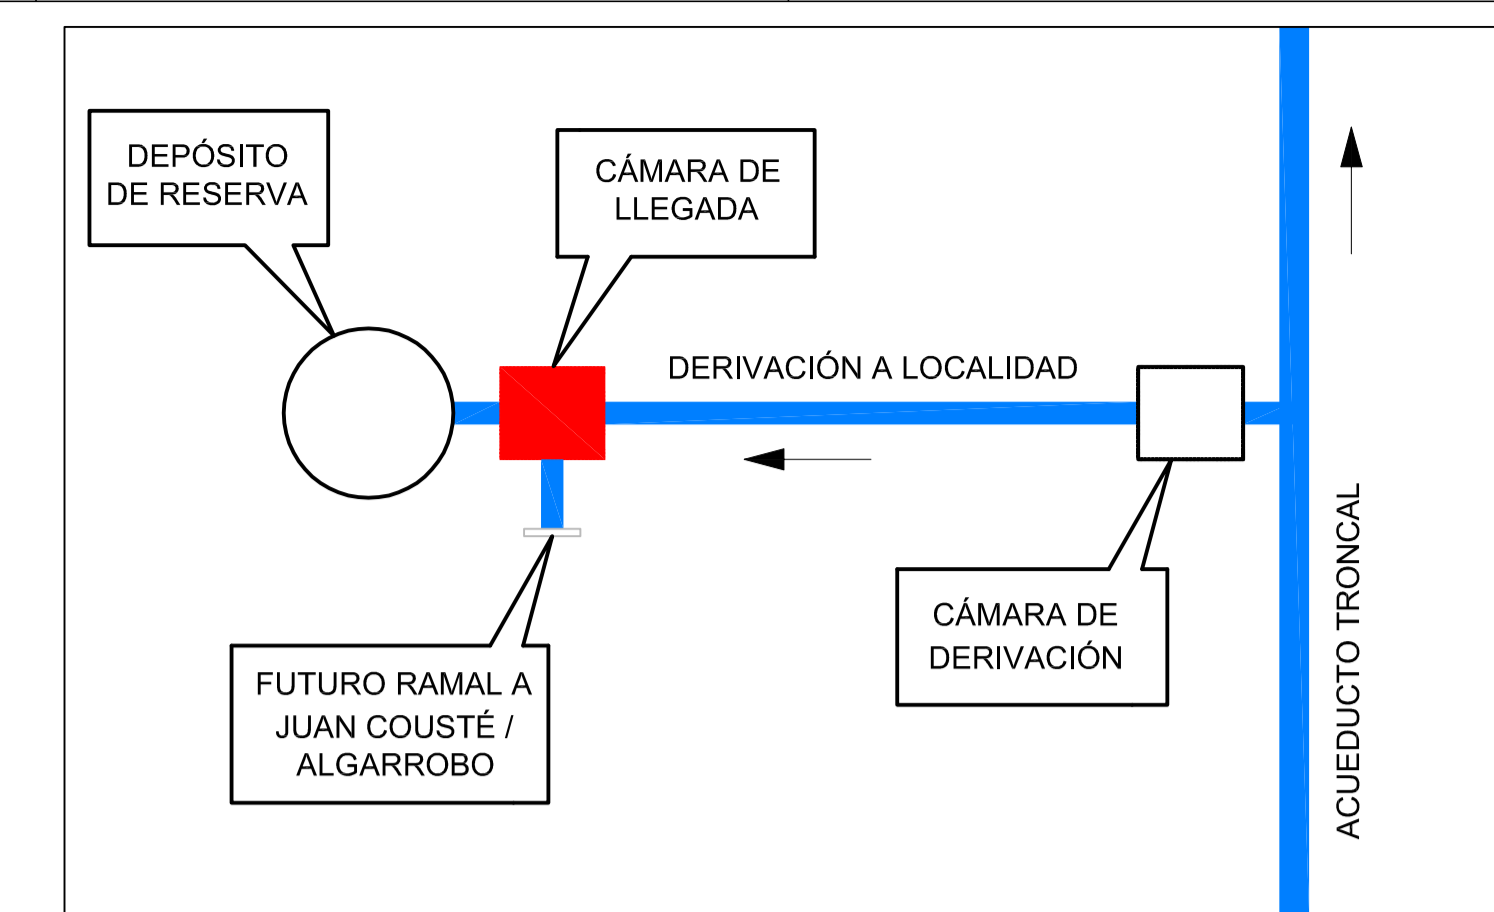 DEPÓSITO
DE RESERVA
CÁMARA DE
LLEGADA
DERIVACIÓN A LOCALIDAD
CÁMARA DE
DERIVACIÓN
FUTURO RAMAL A
JUAN COUSTÉ /
ALGARROBO
ACUEDUCTO TRONCAL